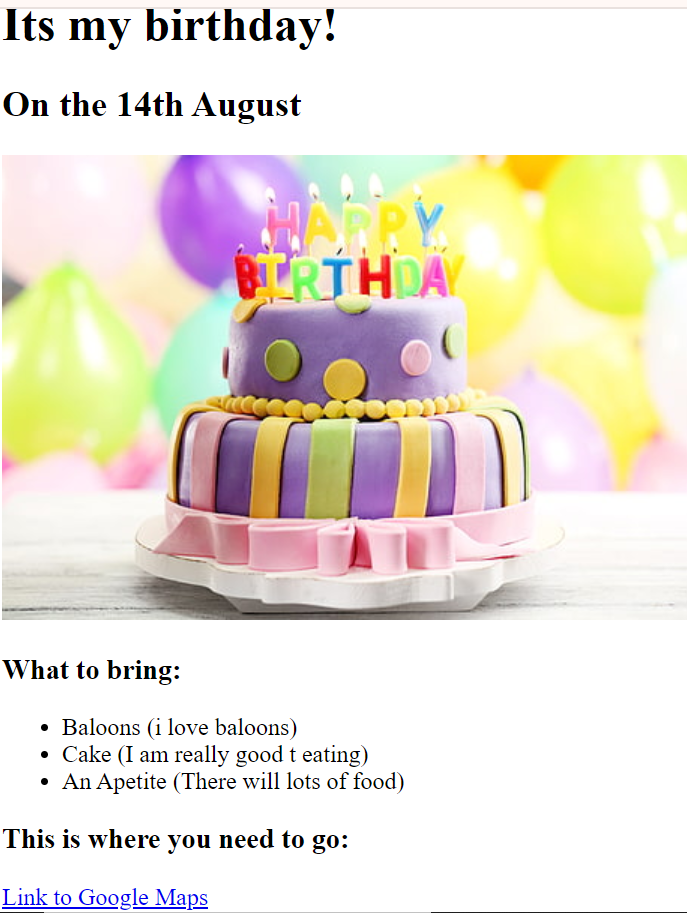 Its my birthday!
On the 14th August
HAPPY
BIRTHDAY
What to bring:
Baloons (i love baloons)
Cake (I am really good t eating)
An Apetite (There will lots of food)
This is where you need to go:
Link to Google Maps